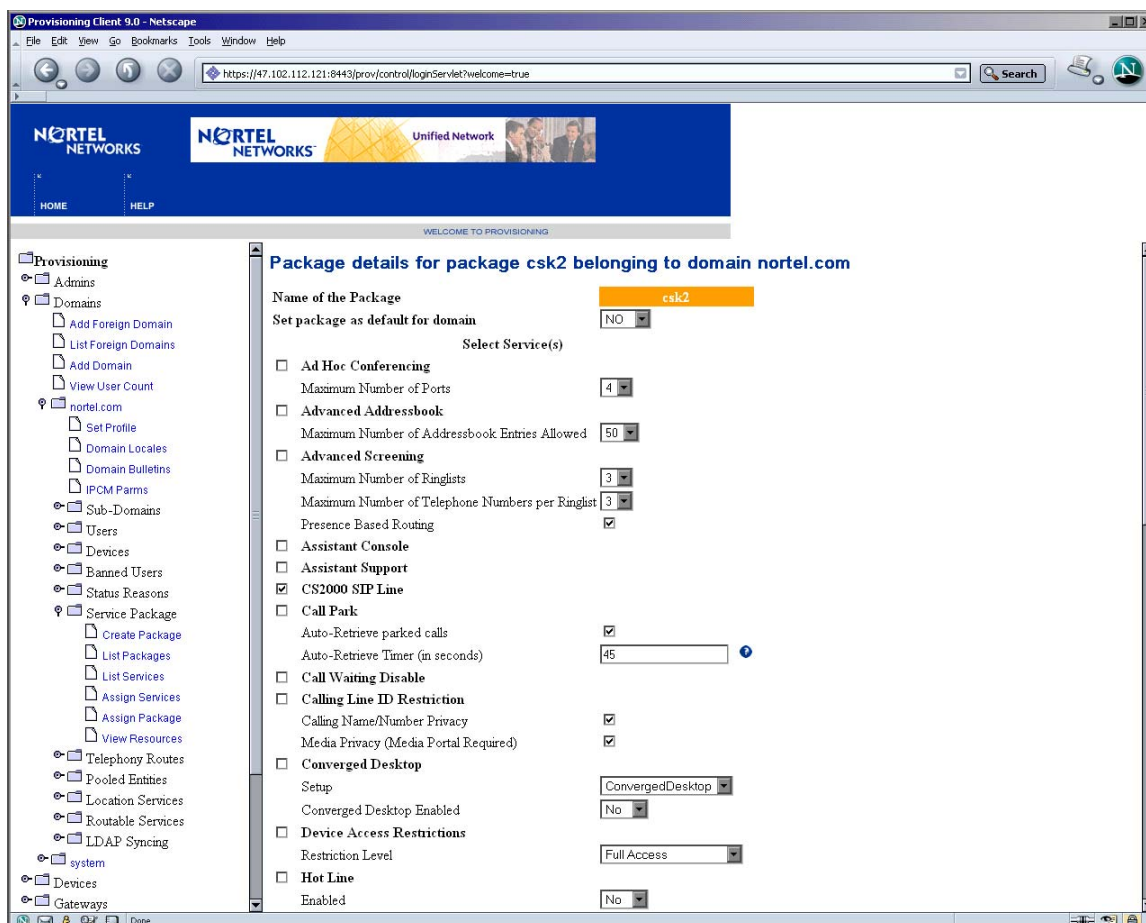 Provisioning Client 9.0 - Netscape
File Edit View Go Bookmarks Tools Window Help
https://47.102.112.121:8443/prov/control/loginServlet?welcome=true
Search
N
NORTEL
NETWORKS
NORTEL
NETWORKS
Unified Network
HOME HELP
WELCOME TO PROVISIONING
Provisioning
Admins
Domains
Add Foreign Domain
List Foreign Domains
Add Domain
View User Count
nortel.com
Set Profile
Domain Locales
Domain Bulletins
IPCM Parms
Sub-Domains
Users
Devices
Banned Users
Status Reasons
Service Package
Create Package
List Packages
List Services
Assign Services
Assign Package
View Resources
Telephony Routes
Pooled Entities
Location Services
Routable Services
LDAP Syncing
system
Devices
Gateways
Package details for package csk2 belonging to domain nortel.com
Name of the Package csk2
Set package as default for domain NO
Select Service(s)
Ad Hoc Conferencing
Maximum Number of Ports 4
Advanced Addressbook
Maximum Number of Addressbook Entries Allowed 50
Advanced Screening
Maximum Number of Ringlists 3
Maximum Number of Telephone Numbers per Ringlist 3
Presence Based Routing
Assistant Console
Assistant Support
CS2000 SIP Line
Call Park
Auto-Retrieve parked calls
Auto-Retrieve Timer (in seconds) 45 ?
Call Waiting Disable
Calling Line ID Restriction
Calling Name/Number Privacy
Media Privacy (Media Portal Required)
Converged Desktop
Setup ConvergedDesktop
Converged Desktop Enabled No
Device Access Restrictions
Restriction Level Full Access
Hot Line
Enabled No
Done